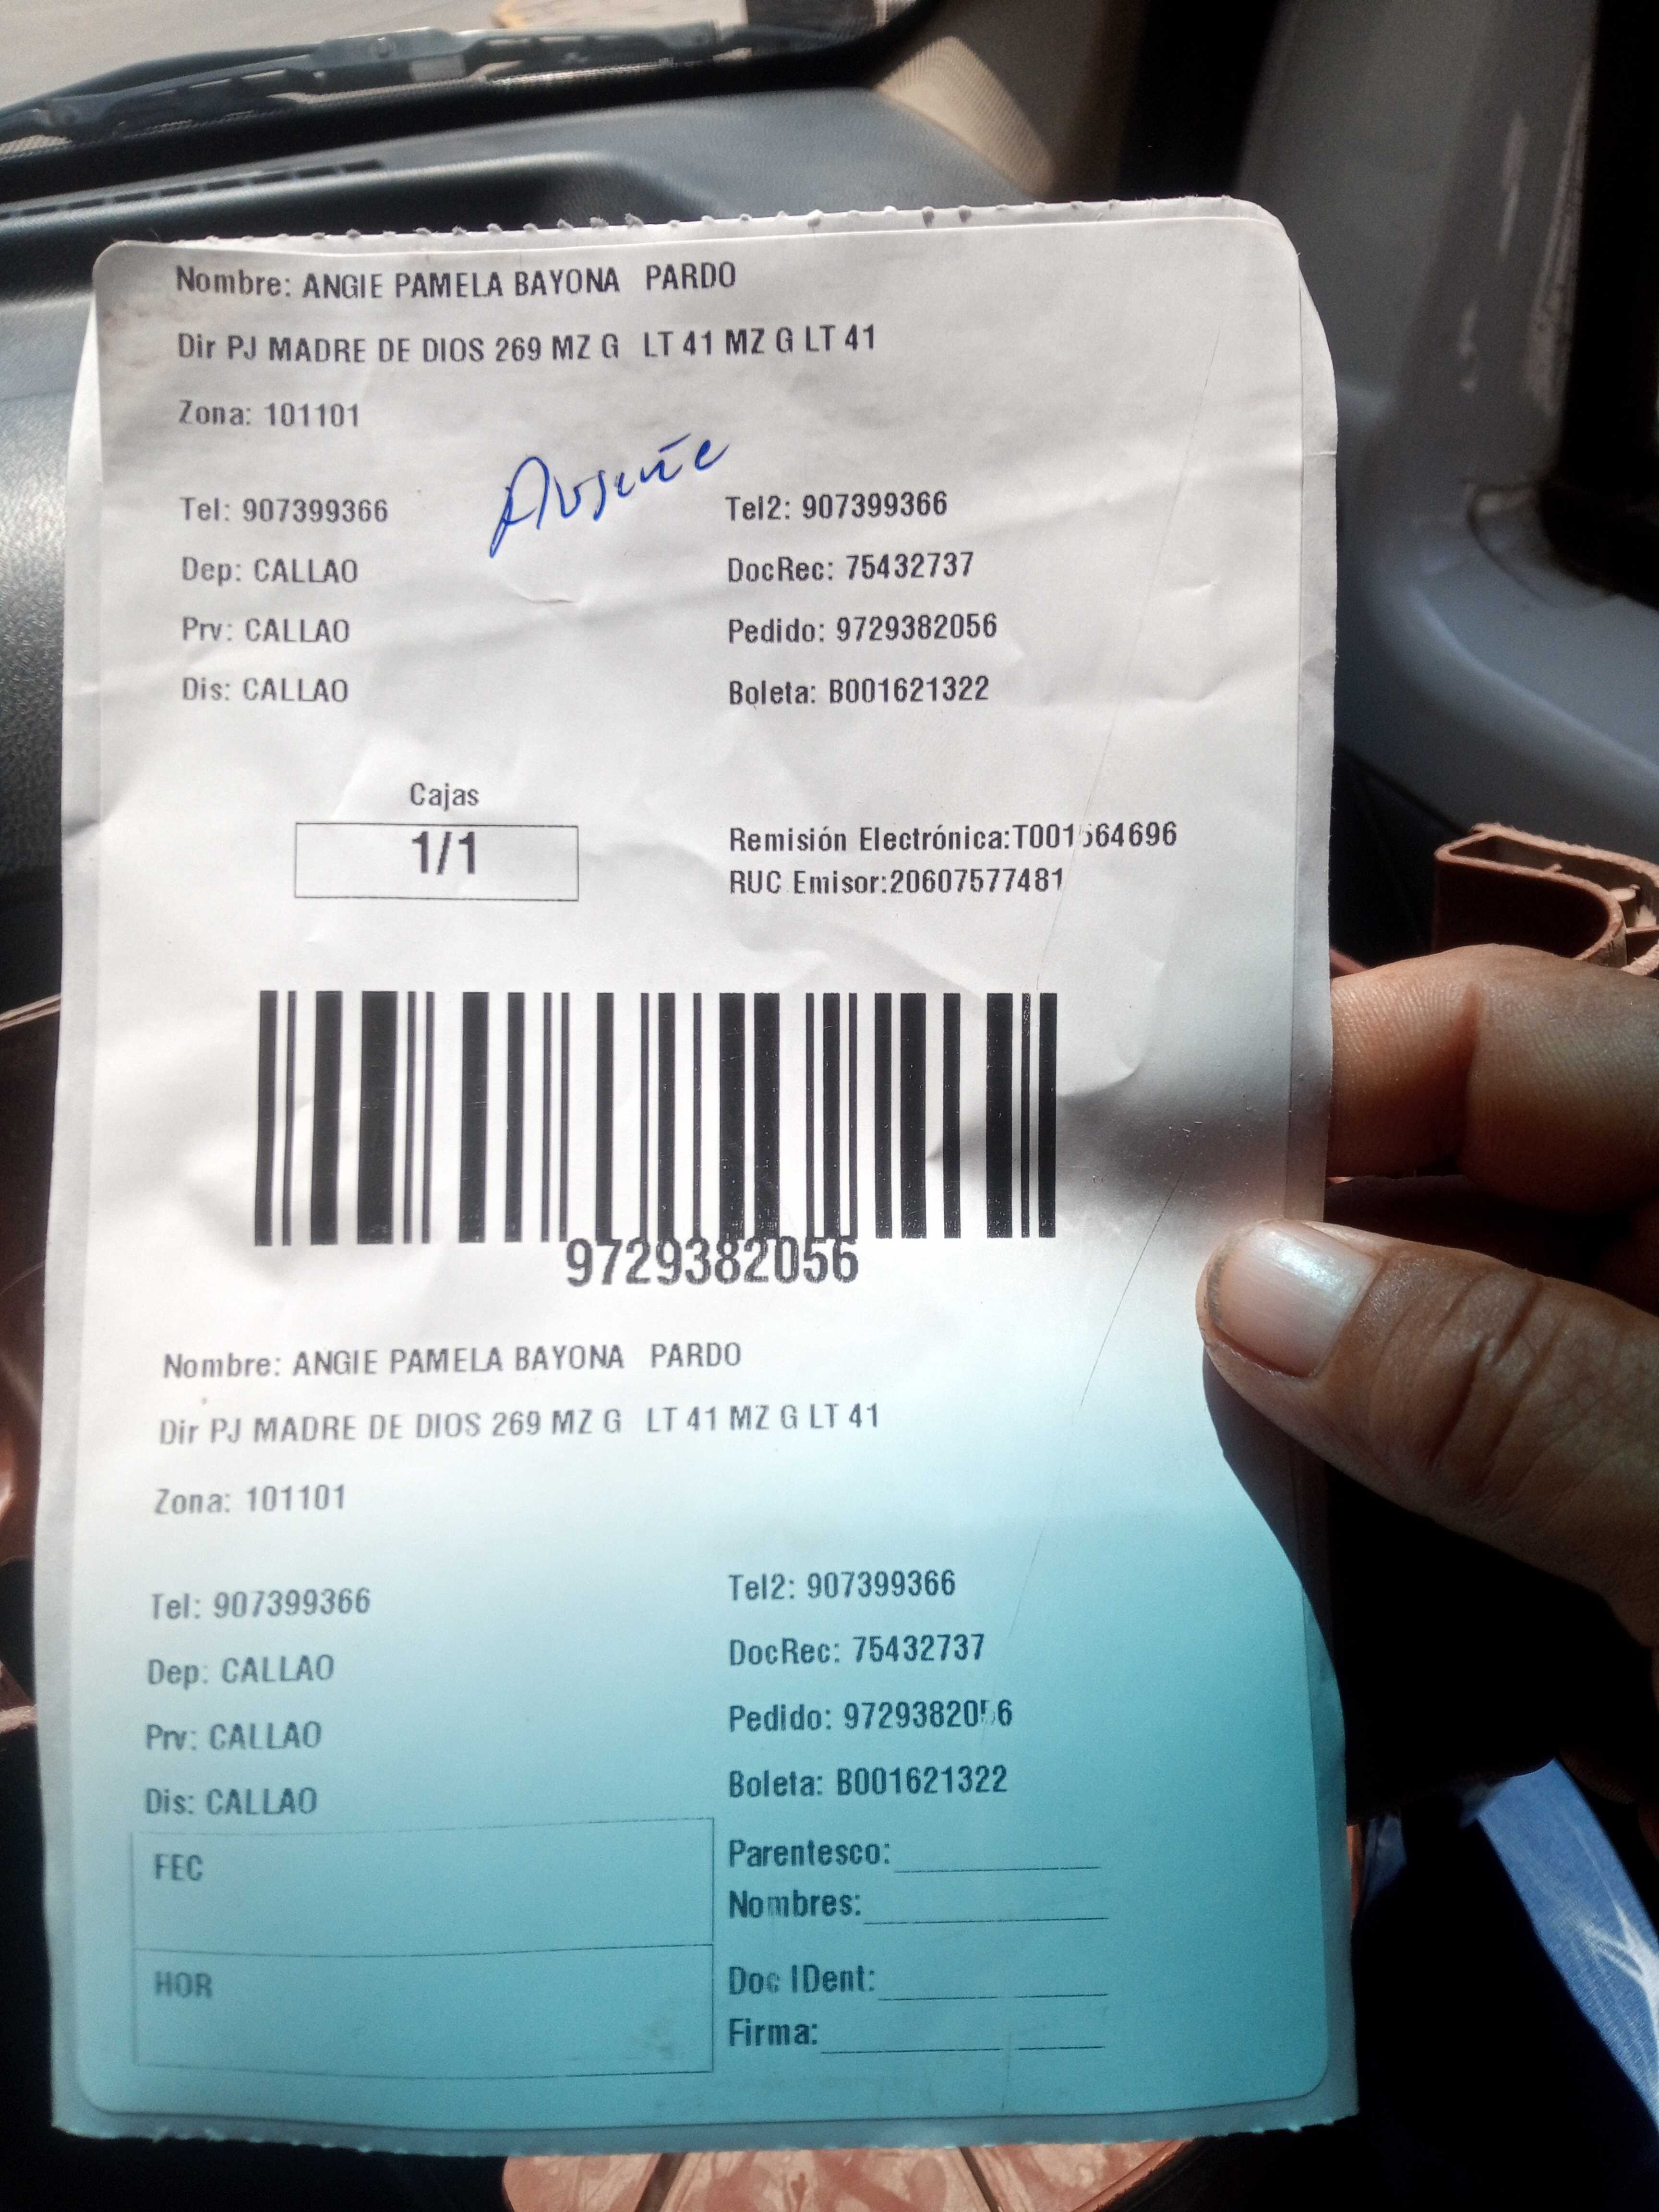 Nombre: ANGIE PAMELA BAYONA PARDO
Dir PJ MADRE DE DIOS 269 MZ G LT 41 MZ G LT 41
Zona: 101101
Ausente
Tel: 907399366 Tel2: 907399366
Dep: CALLAO DocRec: 75432737
Prv: CALLAO Pedido: 9729382056
Dis: CALLAO Boleta: B001621322
Cajas
1/1
Remisión Electrónica:T001564696
RUC Emisor:20607577481
9729382056
Nombre: ANGIE PAMELA BAYONA PARDO
Dir PJ MADRE DE DIOS 269 MZ G LT 41 MZ G LT 41
Zona: 101101
Tel: 907399366 Tel2: 907399366
Dep: CALLAO DocRec: 75432737
Prv: CALLAO Pedido: 9729382056
Dis: CALLAO Boleta: B001621322
FEC
Parentesco:
Nombres:
HOR
Doc IDent:
Firma: